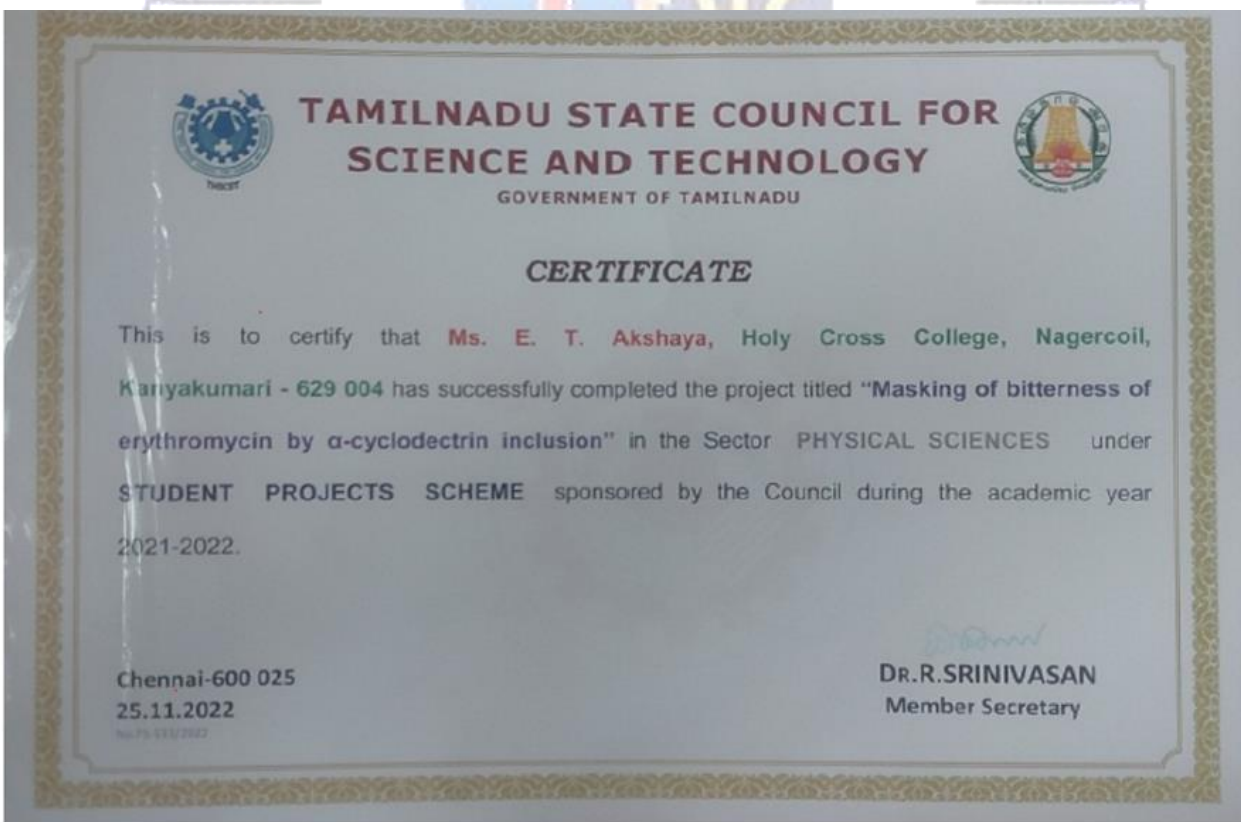 TAMILNADU STATE COUNCIL FOR
SCIENCE AND TECHNOLOGY
GOVERNMENT OF TAMILNADU
TNSCST
CERTIFICATE
This is to certify that Ms. E. T. Akshaya, Holy Cross College, Nagercoil,
Kanyakumari - 629 004 has successfully completed the project titled “Masking of bitterness of
erythromycin by α-cyclodectrin inclusion” in the Sector PHYSICAL SCIENCES under
STUDENT PROJECTS SCHEME sponsored by the Council during the academic year
2021-2022.
Chennai-600 025
25.11.2022
DR.R.SRINIVASAN
Member Secretary